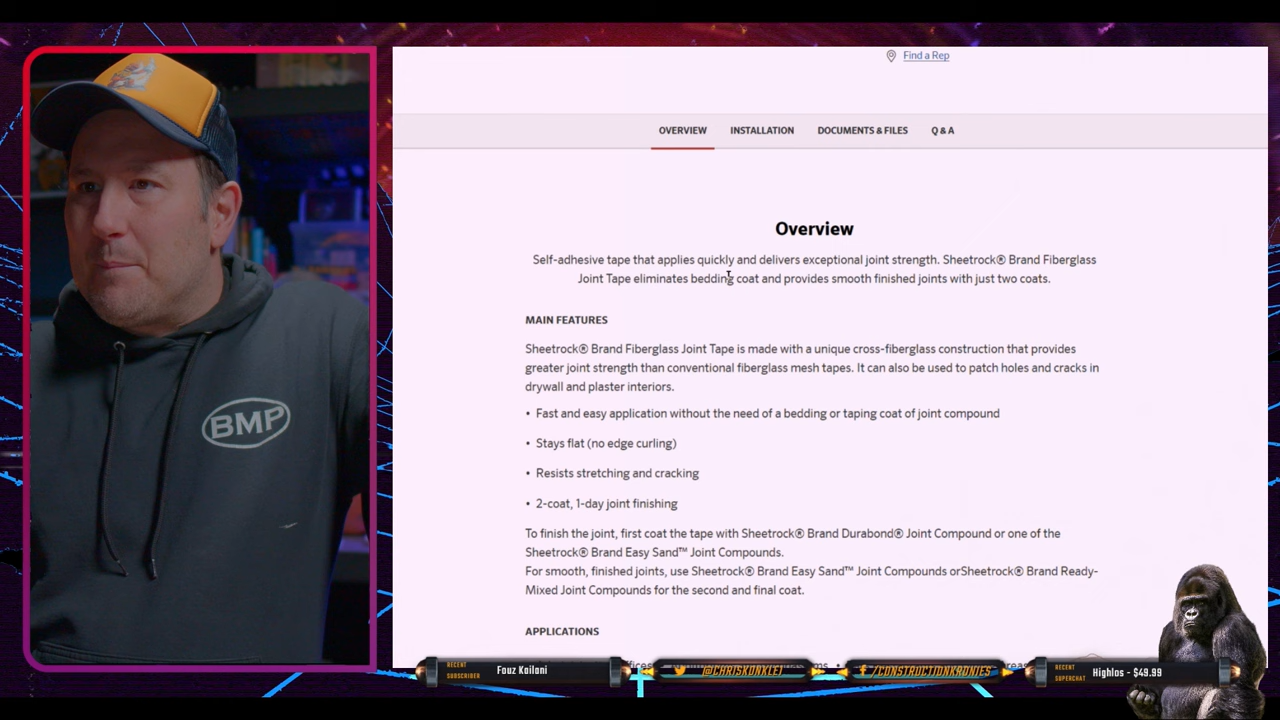 Find a Rep
OVERVIEW INSTALLATION DOCUMENTS & FILES Q & A
Overview
Self-adhesive tape that applies quickly and delivers exceptional joint strength. Sheetrock® Brand Fiberglass
Joint Tape eliminates bedding coat and provides smooth finished joints with just two coats.
MAIN FEATURES
Sheetrock® Brand Fiberglass Joint Tape is made with a unique cross-fiberglass construction that provides
greater joint strength than conventional fiberglass mesh tapes. It can also be used to patch holes and cracks in
drywall and plaster interiors.
• Fast and easy application without the need of a bedding or taping coat of joint compound
• Stays flat (no edge curling)
• Resists stretching and cracking
• 2-coat, 1-day joint finishing
To finish the joint, first coat the tape with Sheetrock® Brand Durabond® Joint Compound or one of the
Sheetrock® Brand Easy Sand™ Joint Compounds.
For smooth, finished joints, use Sheetrock® Brand Easy Sand™ Joint Compounds orSheetrock® Brand Ready-
Mixed Joint Compounds for the second and final coat.
APPLICATIONS
BMP
RECENT
SUBSCRIBER
Fouz Kailani
@CHRISKONKLE1
/CONSTRUCTIONKRONIES
RECENT
SUPERCHAT
Highlos - $49.99